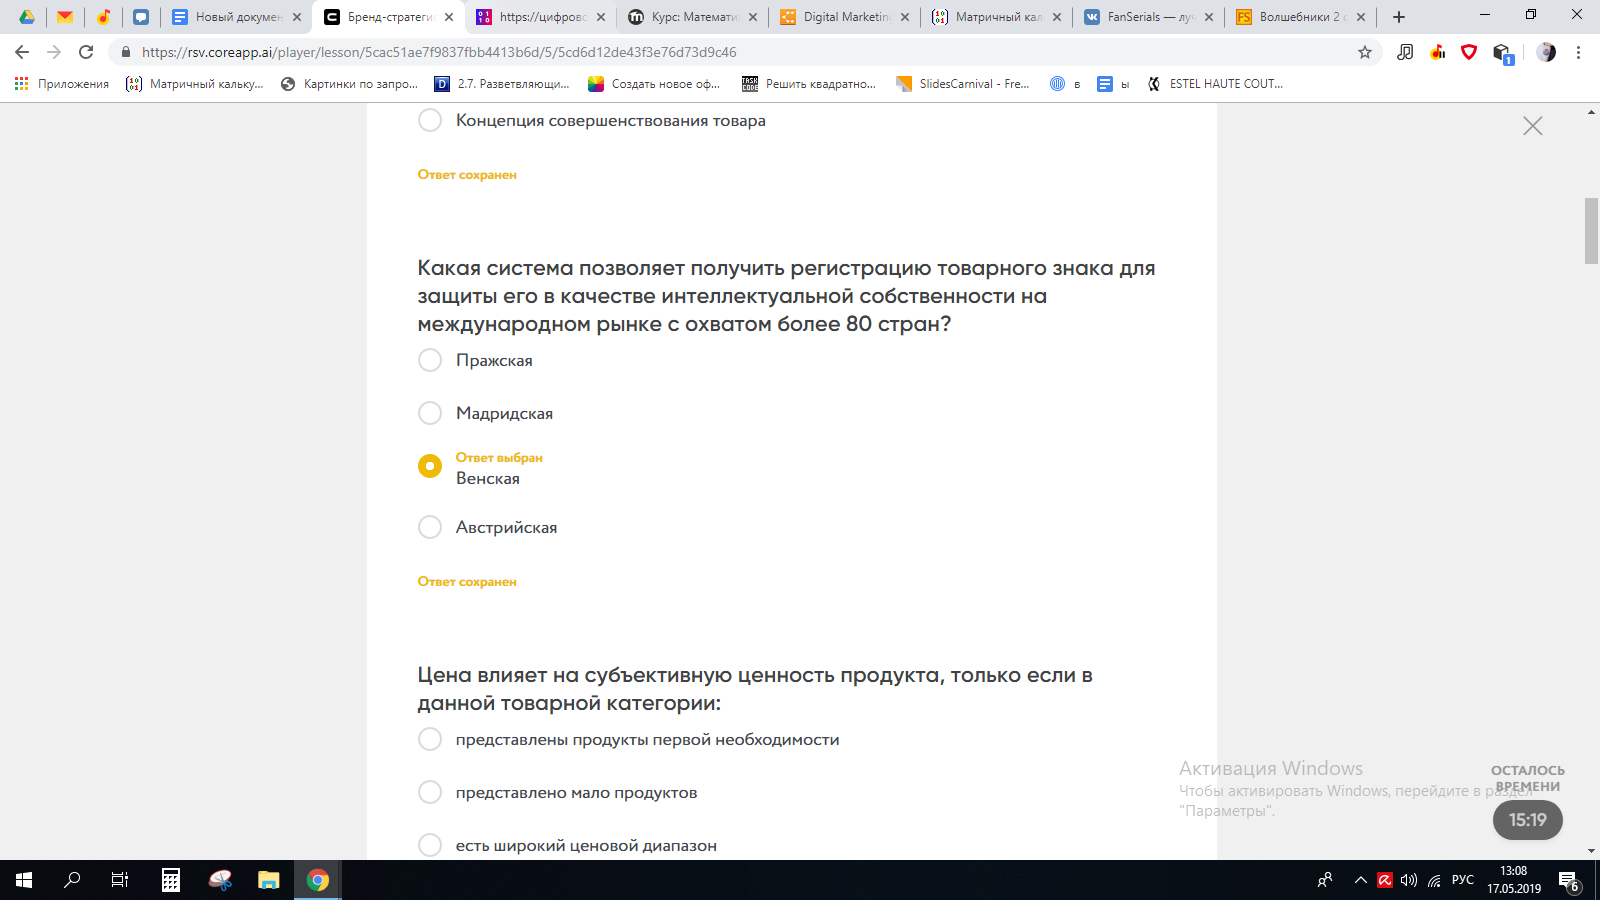 Новый докумен
Бренд-стратеги
https://цифрово
Курс: Математи
Digital Marketing
Матричный кал
FanSerials — луч
Волшебники 2 с
https://rsv.coreapp.ai/player/lesson/5cac51ae7f9837fbb4413b6d/5/5cd6d12de43f3e76d73d9c46
1
Приложения
Матричный кальку...
Картинки по запро...
2.7. Разветвляющи...
Создать новое оф...
Решить квадратно...
SlidesCarnival - Fre...
в
ы
ESTEL HAUTE COUT...
Концепция совершенствования товара
Ответ сохранен
Какая система позволяет получить регистрацию товарного знака для
защиты его в качестве интеллектуальной собственности на
международном рынке с охватом более 80 стран?
Пражская
Мадридская
Ответ выбран
Венская
Австрийская
Ответ сохранен
Цена влияет на субъективную ценность продукта, только если в
данной товарной категории:
представлены продукты первой необходимости
представлено мало продуктов
есть широкий ценовой диапазон
Активация Windows
Чтобы активировать Windows, перейдите в раздел
"Параметры".
ОСТАЛОСЬ
ВРЕМЕНИ
15:19
РУС
13:08
17.05.2019
6